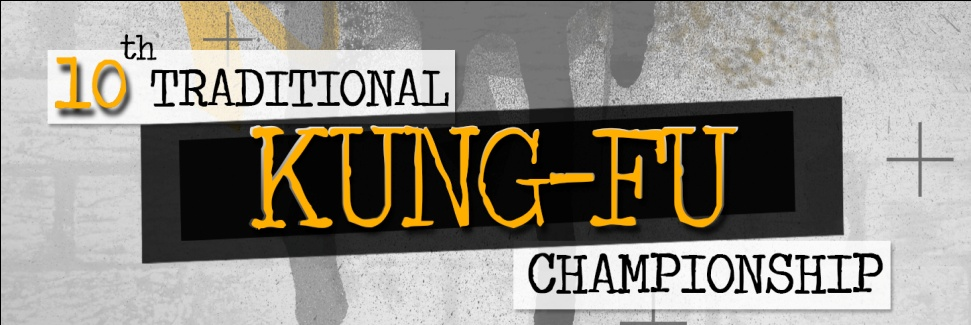 10th TRADITIONAL
KUNG-FU
CHAMPIONSHIP